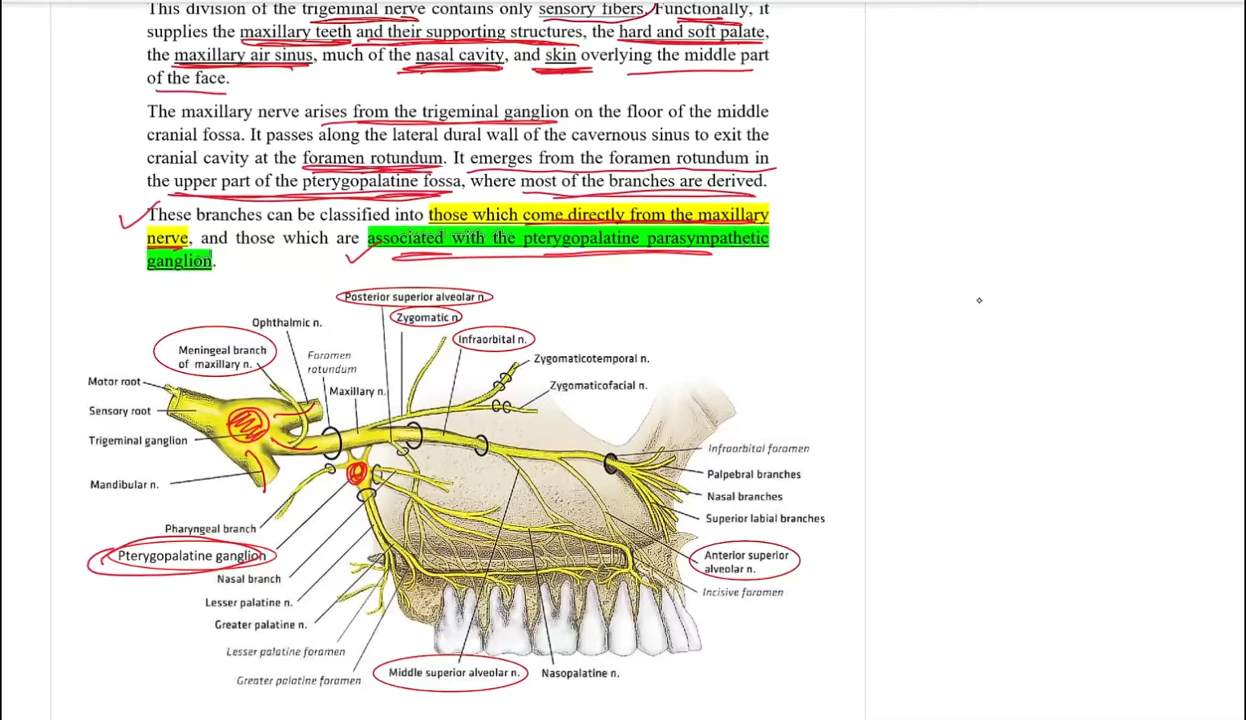 This division of the trigeminal nerve contains only sensory fibers. Functionally, it
supplies the maxillary teeth and their supporting structures, the hard and soft palate,
the maxillary air sinus, much of the nasal cavity, and skin overlying the middle part
of the face.
The maxillary nerve arises from the trigeminal ganglion on the floor of the middle
cranial fossa. It passes along the lateral dural wall of the cavernous sinus to exit the
cranial cavity at the foramen rotundum. It emerges from the foramen rotundum in
the upper part of the pterygopalatine fossa, where most of the branches are derived.
These branches can be classified into those which come directly from the maxillary
nerve, and those which are associated with the pterygopalatine parasympathetic
ganglion.
Posterior superior alveolar n.
Zygomatic n
Ophthalmic n.
Infraorbital n.
Meningeal branch
of maxillary n.
Foramen
rotundum
Zygomaticotemporal n.
Motor root
Maxillary n.
Zygomaticofacial n.
Sensory root
Trigeminal ganglion
Infraorbital foramen
Palpebral branches
Mandibular n.
Nasal branches
Superior labial branches
Pharyngeal branch
Pterygopalatine ganglion
Anterior superior
alveolar n.
Nasal branch
Incisive foramen
Lesser palatine n.
Greater palatine n.
Lesser palatine foramen
Greater palatine foramen
Middle superior alveolar n.
Nasopalatine n.